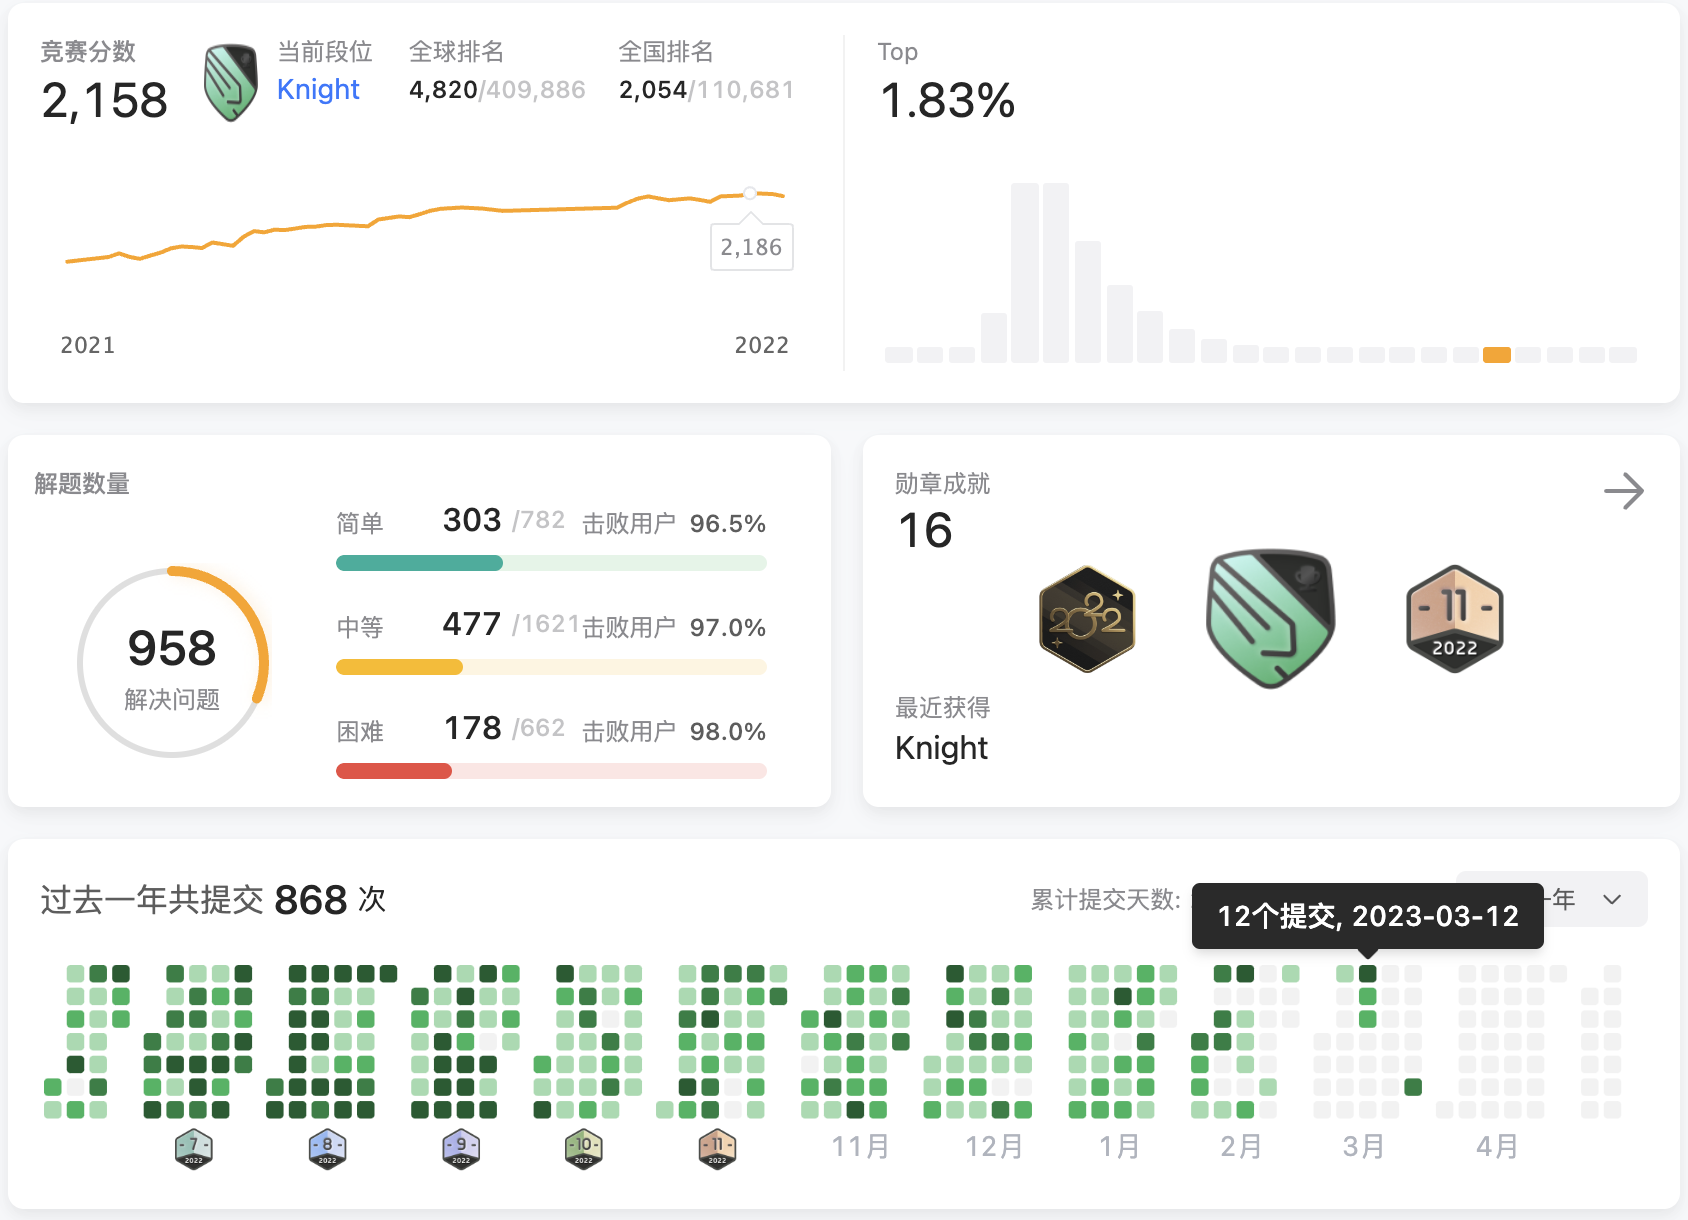 竞赛分数
2,158
当前段位
Knight
全球排名
4,820/409,886
全国排名
2,054/110,681
2,186
2021
2022
Top
1.83%
解题数量
958
解决问题
简单 303 /782 击败用户 96.5%
中等 477 /1621 击败用户 97.0%
困难 178 /662 击败用户 98.0%
勋章成就
16
2022
11
2022
最近获得
Knight
过去一年共提交 868 次
累计提交天数:
年
12个提交, 2023-03-12
7
2022
8
2022
9
2022
10
2022
11
2022
11月
12月
1月
2月
3月
4月